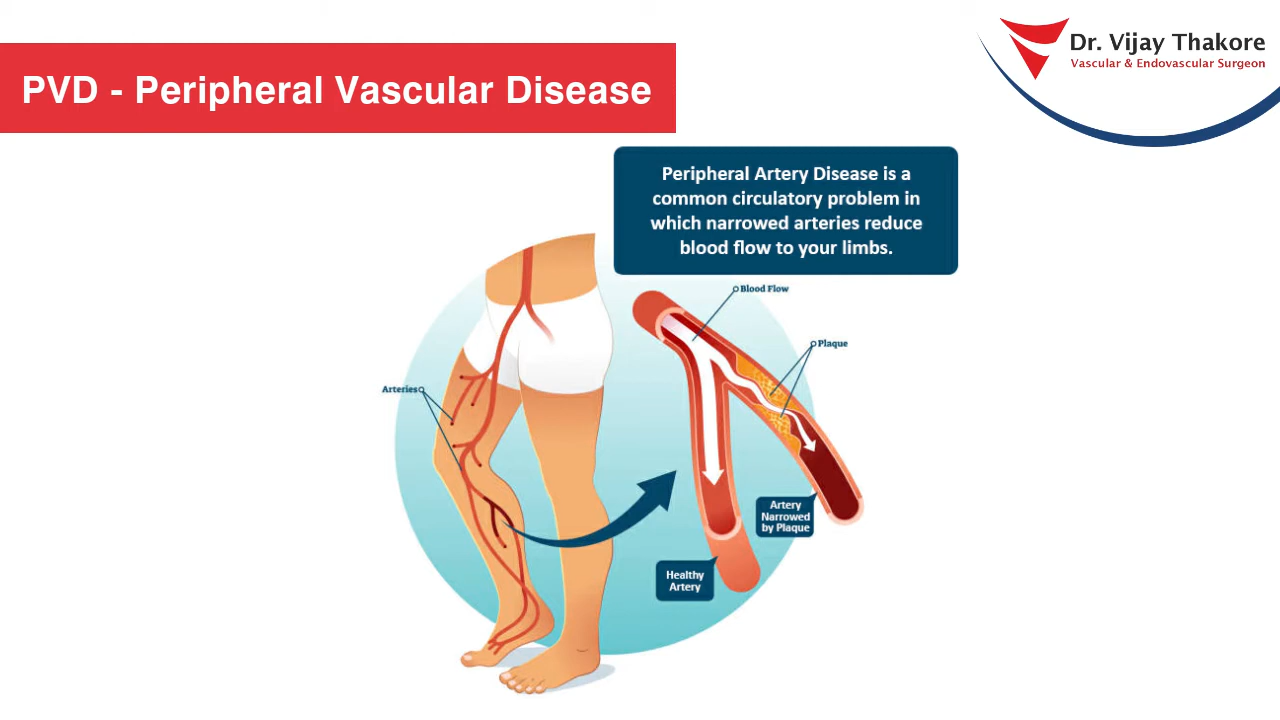 PVD - Peripheral Vascular Disease
Dr. Vijay Thakore
Vascular & Endovascular Surgeon
Peripheral Artery Disease is a
common circulatory problem in
which narrowed arteries reduce
blood flow to your limbs.
Blood Flow
Plaque
Arteries
Artery
Narrowed
by Plaque
Healthy
Artery